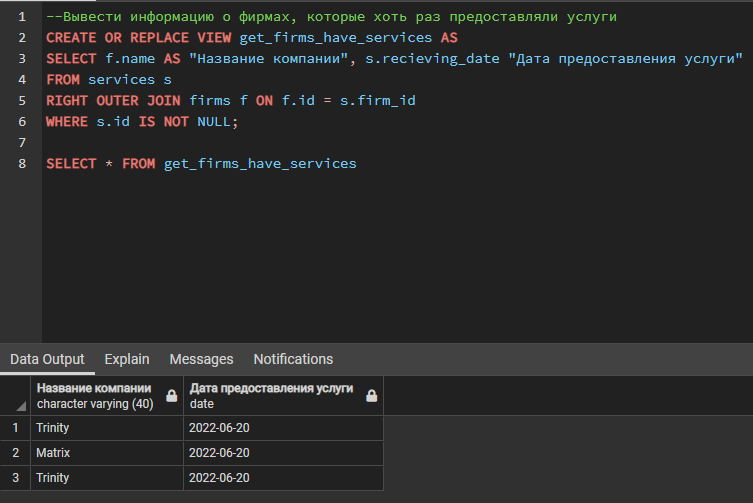 1 --Вывести информацию о фирмах, которые хоть раз предоставляли услуги
2 CREATE OR REPLACE VIEW get_firms_have_services AS
3 SELECT f.name AS "Название компании", s.recieving_date "Дата предоставления услуги"
4 FROM services s
5 RIGHT OUTER JOIN firms f ON f.id = s.firm_id
6 WHERE s.id IS NOT NULL;
7
8 SELECT * FROM get_firms_have_services
Data Output Explain Messages Notifications
Название компании Дата предоставления услуги
character varying (40) date
1 Trinity 2022-06-20
2 Matrix 2022-06-20
3 Trinity 2022-06-20